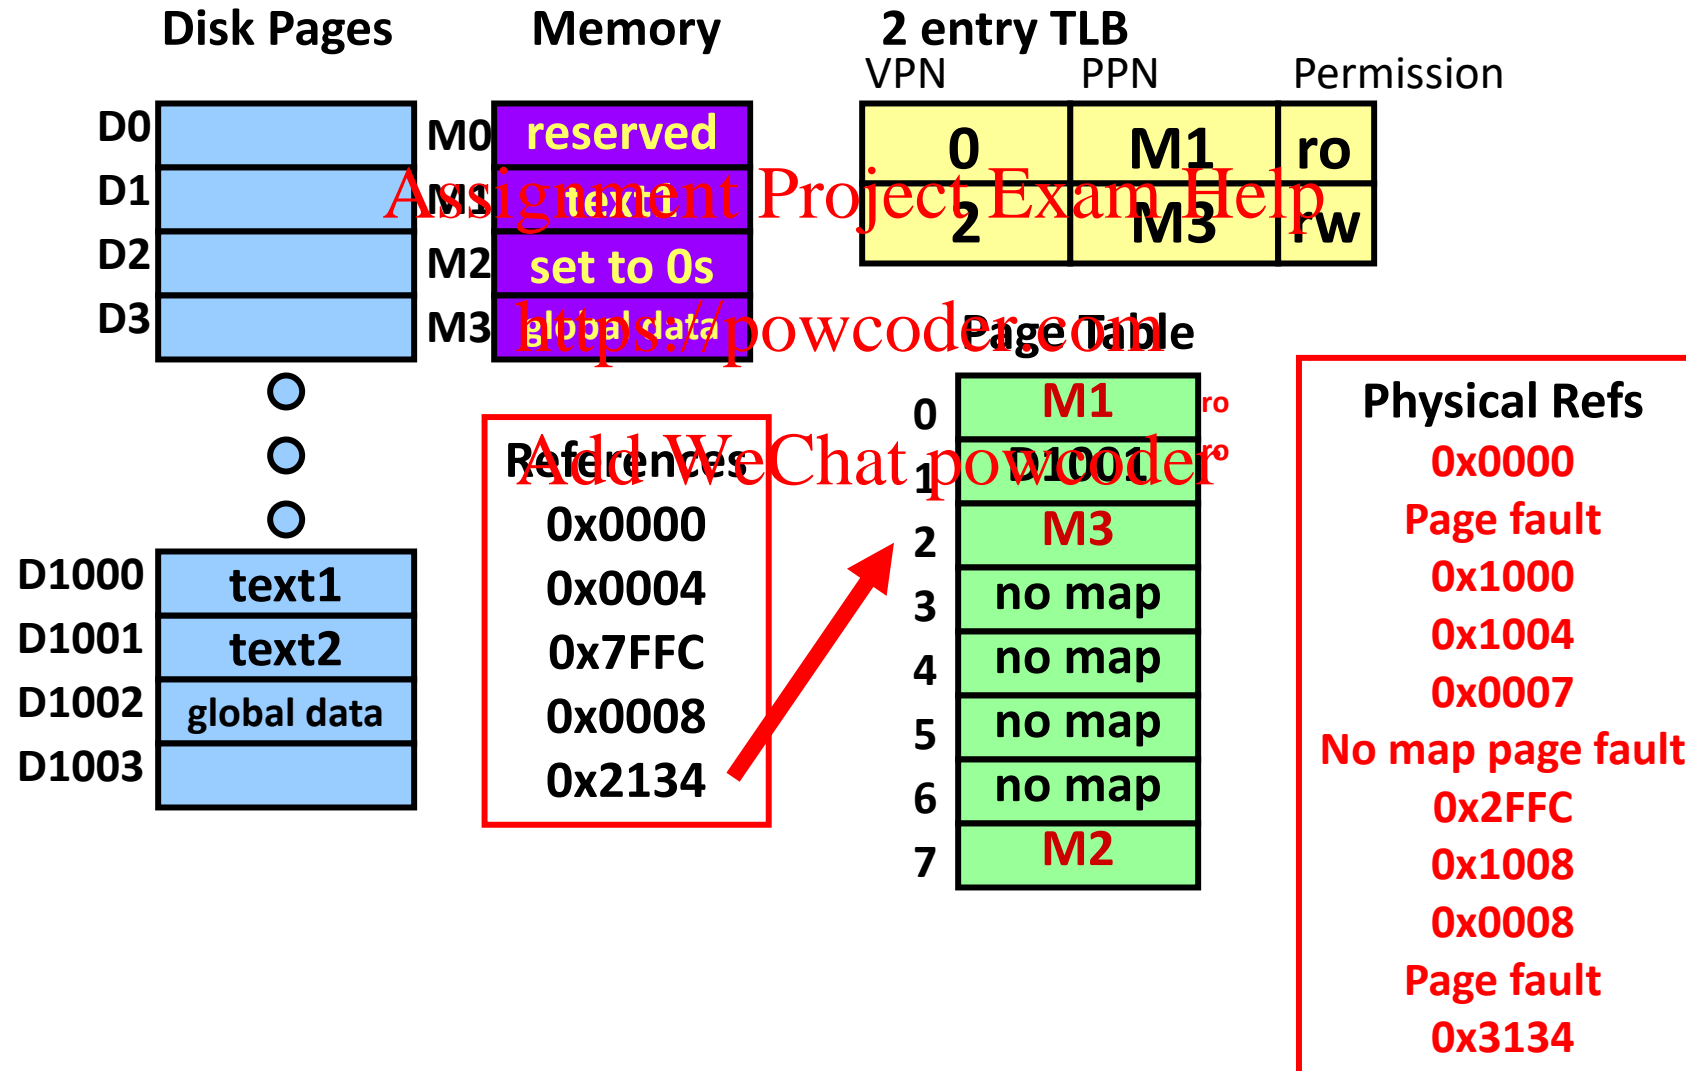 Disk Pages
Memory
2 entry TLB
VPN PPN Permission
D0
D1
D2
D3
M0 reserved
M1 text1
M2 set to 0s
M3 global data
0 M1 ro
2 M3 rw
Assignment Project Exam Help
https://powcoder.com
Add WeChat powcoder
D1000 text1
D1001 text2
D1002 global data
D1003
References
0x0000
0x0004
0x7FFC
0x0008
0x2134
Page Table
0 M1 ro
1 D1001 ro
2 M3
3 no map
4 no map
5 no map
6 no map
7 M2
Physical Refs
0x0000
Page fault
0x1000
0x1004
0x0007
No map page fault
0x2FFC
0x1008
0x0008
Page fault
0x3134